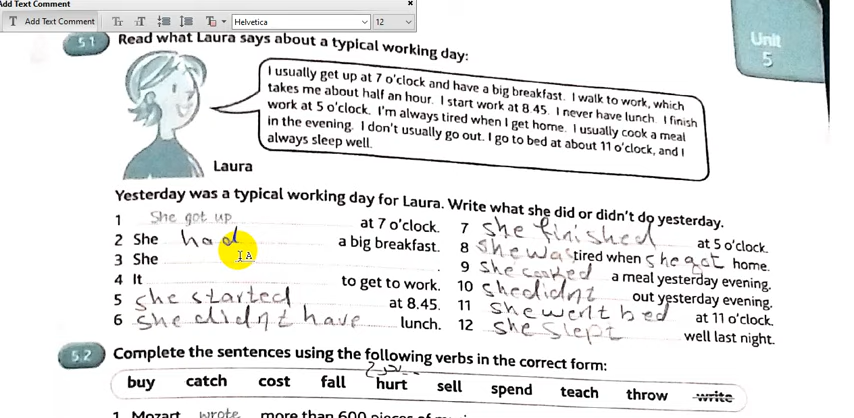 Add Text Comment
T Add Text Comment Helvetica 12
5.1 Read what Laura says about a typical working day:
Unit
5
I usually get up at 7 o'clock and have a big breakfast. I walk to work, which
takes me about half an hour. I start work at 8.45. I never have lunch. I finish
work at 5 o'clock. I'm always tired when I get home. I usually cook a meal
in the evening. I don't usually go out. I go to bed at about 11 o'clock, and I
always sleep well.
Laura
Yesterday was a typical working day for Laura. Write what she did or didn't do yesterday.
1 She got up at 7 o'clock.
2 She had a big breakfast.
3 She .
4 It to get to work.
5 she started at 8.45.
6 she didnt have lunch.
7 she finished at 5 o'clock.
8 she was tired when she got home.
9 she cooked a meal yesterday evening.
10 she didnt out yesterday evening.
11 she went bed at 11 o'clock.
12 she slept well last night.
5.2 Complete the sentences using the following verbs in the correct form:
buy catch cost fall hurt sell spend teach throw write
1 Mozart wrote more than 600 pieces of